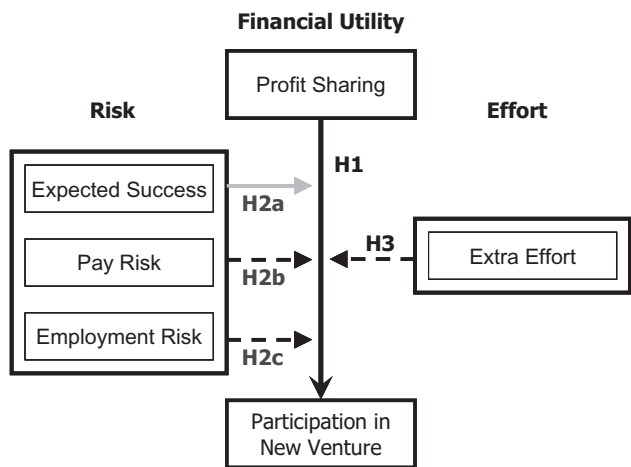 Financial Utility
Profit Sharing
Risk
Effort
H1
Expected Success
H2a
H3
Pay Risk
Extra Effort
H2b
Employment Risk
H2c
Participation in
New Venture